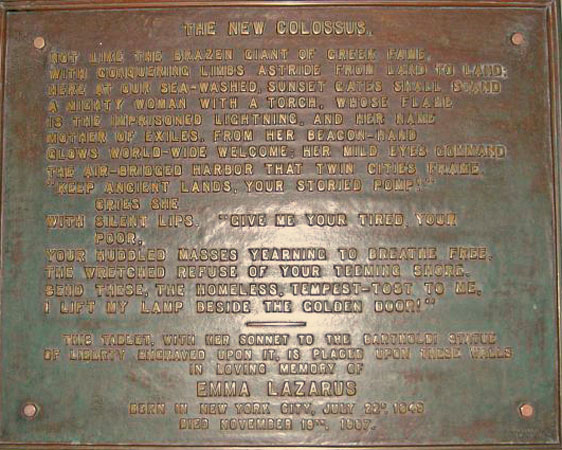 THE NEW COLOSSUS.
NOT LIKE THE BRAZEN GIANT OF GREEK FAME,
WITH CONQUERING LIMBS ASTRIDE FROM LAND TO LAND;
HERE AT OUR SEA-WASHED, SUNSET GATES SHALL STAND
A MIGHTY WOMAN WITH A TORCH, WHOSE FLAME
IS THE IMPRISONED LIGHTNING, AND HER NAME
MOTHER OF EXILES. FROM HER BEACON-HAND
GLOWS WORLD-WIDE WELCOME; HER MILD EYES COMMAND
THE AIR-BRIDGED HARBOR THAT TWIN CITIES FRAME.
"KEEP ANCIENT LANDS, YOUR STORIED POMP!"
CRIES SHE
WITH SILENT LIPS. "GIVE ME YOUR TIRED, YOUR
POOR,
YOUR HUDDLED MASSES YEARNING TO BREATHE FREE,
THE WRETCHED REFUSE OF YOUR TEEMING SHORE.
SEND THESE, THE HOMELESS, TEMPEST-TOST TO ME,
I LIFT MY LAMP BESIDE THE GOLDEN DOOR!"
THIS TABLET, WITH HER SONNET TO THE BARTHOLDI STATUE
OF LIBERTY ENGRAVED UPON IT, IS PLACED UPON THESE WALLS
IN LOVING MEMORY OF
EMMA LAZARUS
BORN IN NEW YORK CITY, JULY 22D, 1849
DIED NOVEMBER 19TH, 1887.